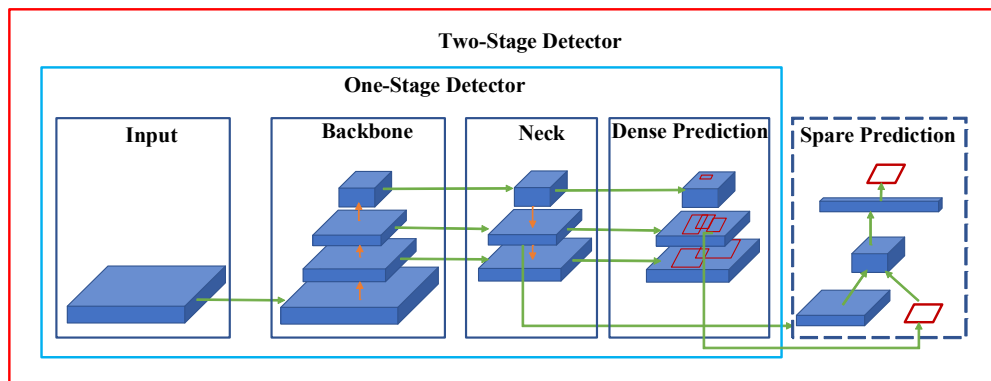 Two-Stage Detector
One-Stage Detector
Input
Backbone
Neck
Dense Prediction
Spare Prediction